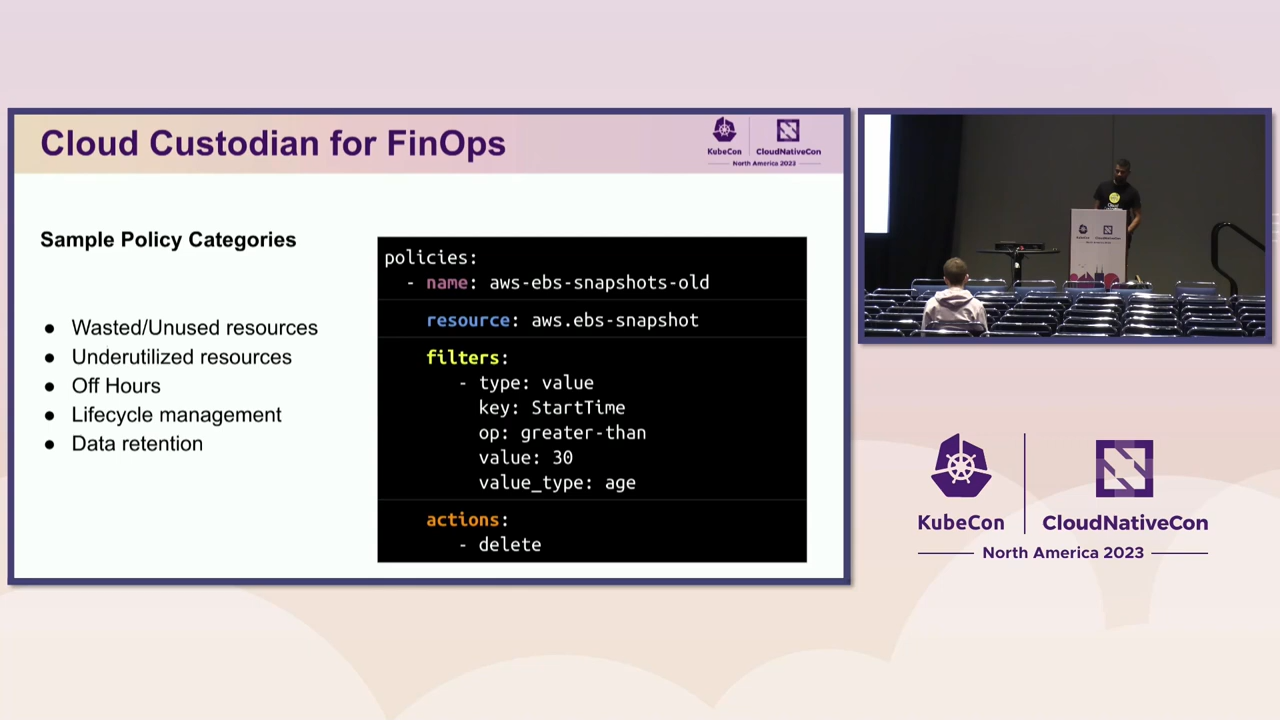 Cloud Custodian for FinOps
KubeCon
CloudNativeCon
North America 2023
Sample Policy Categories
● Wasted/Unused resources
● Underutilized resources
● Off Hours
● Lifecycle management
● Data retention
policies:
- name: aws-ebs-snapshots-old
resource: aws.ebs-snapshot
filters:
- type: value
key: StartTime
op: greater-than
value: 30
value_type: age
actions:
- delete
KubeCon
CloudNativeCon
North America 2023